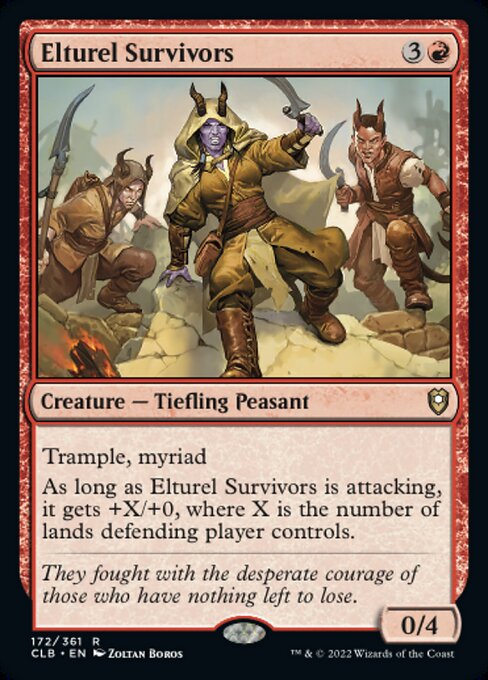 Elturel Survivors 3
Creature — Tiefling Peasant
Trample, myriad
As long as Elturel Survivors is attacking,
it gets +X/+0, where X is the number of
lands defending player controls.
They fought with the desperate courage of
those who have nothing left to lose.
0/4
172/361 R
CLB • EN Zoltan Boros
™ & © 2022 Wizards of the Coast